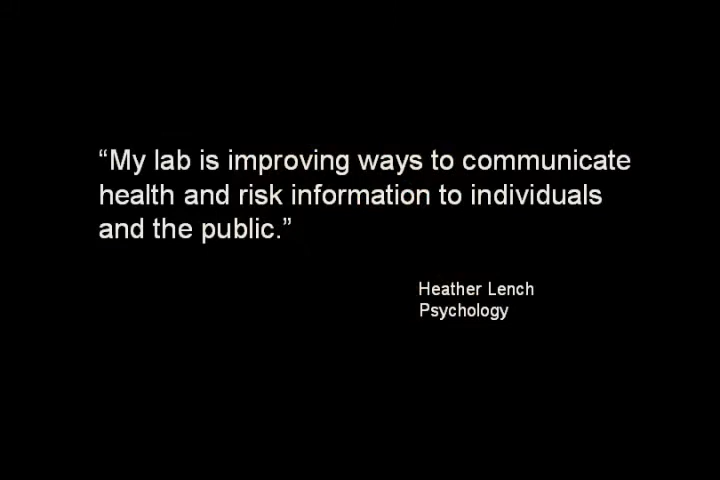 “My lab is improving ways to communicate
health and risk information to individuals
and the public.”
Heather Lench
Psychology